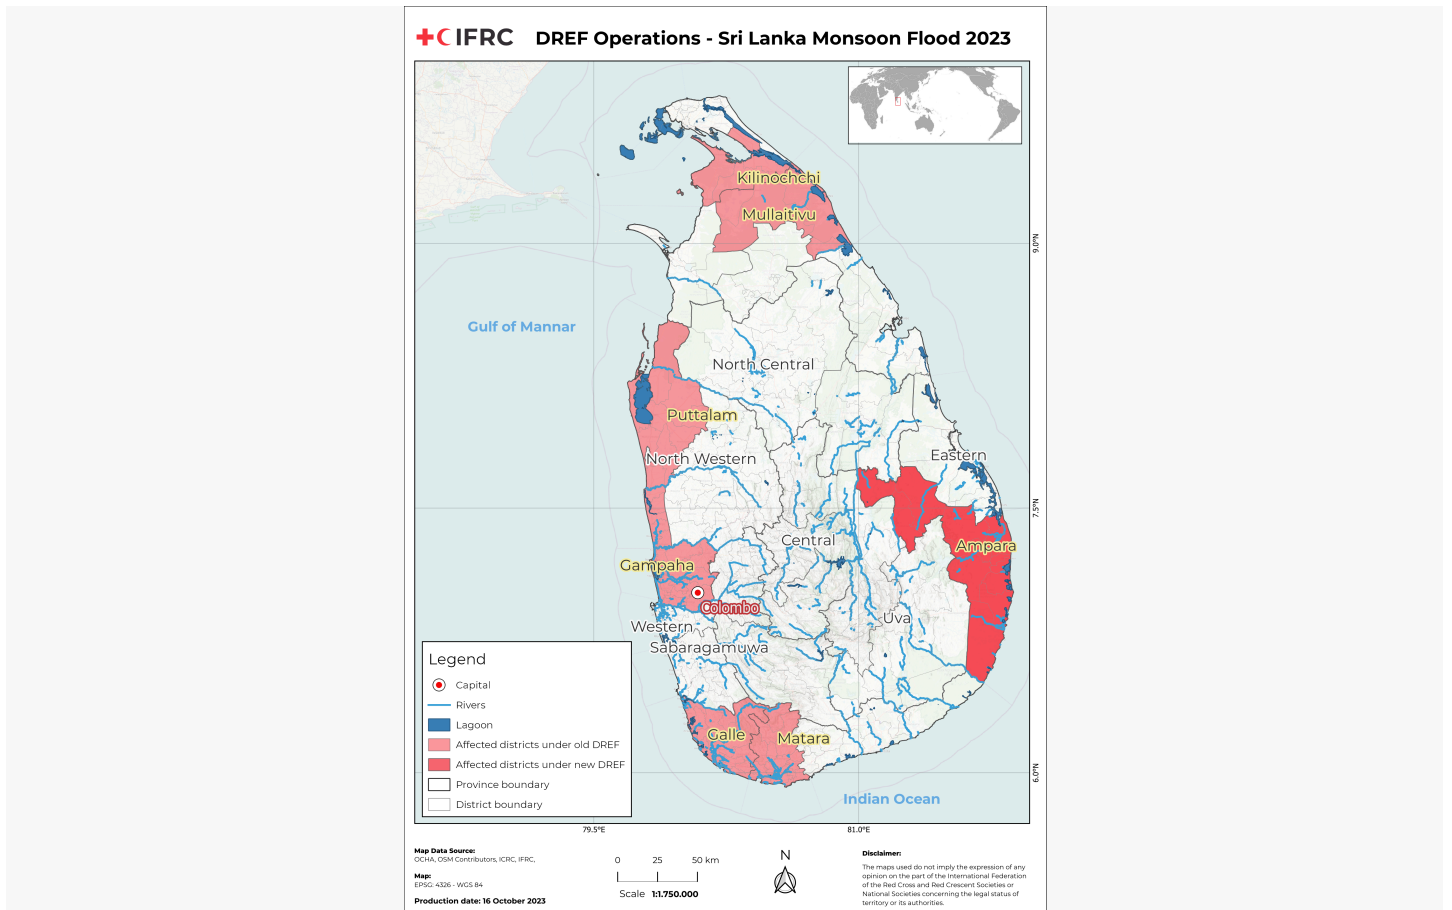 IFRC
DREF Operations - Sri Lanka Monsoon Flood 2023
Kilinochchi
Mullaitivu
9.0°N
Gulf of Mannar
North Central
Puttalam
North Western
Eastern
7.5°N
Central
Ampara
Gampaha
Colombo
Uva
Western
Sabaragamuwa
Galle
Matara
6.0°N
Indian Ocean
Legend
Capital
Rivers
Lagoon
Affected districts under old DREF
Affected districts under new DREF
Province boundary
District boundary
79.5°E
81.0°E
Map Data Source:
OCHA, OSM Contributors, ICRC, IFRC,
Map:
EPSG: 4326 - WGS 84
Production date: 16 October 2023
0 25 50 km
Scale 1:1.750.000
N
Disclaimer:
The maps used do not imply the expression of any
opinion on the part of the International Federation
of the Red Cross and Red Crescent Societies or
National Societies concerning the legal status of
territory or its authorities.